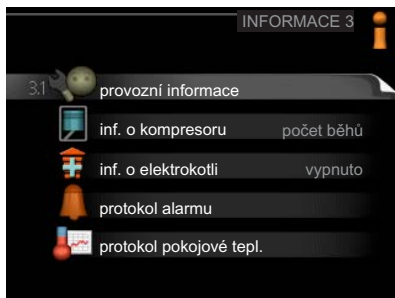 INFORMACE 3
3.1 provozní informace
inf. o kompresoru počet běhů
inf. o elektrokotli vypnuto
protokol alarmu
protokol pokojové tepl.